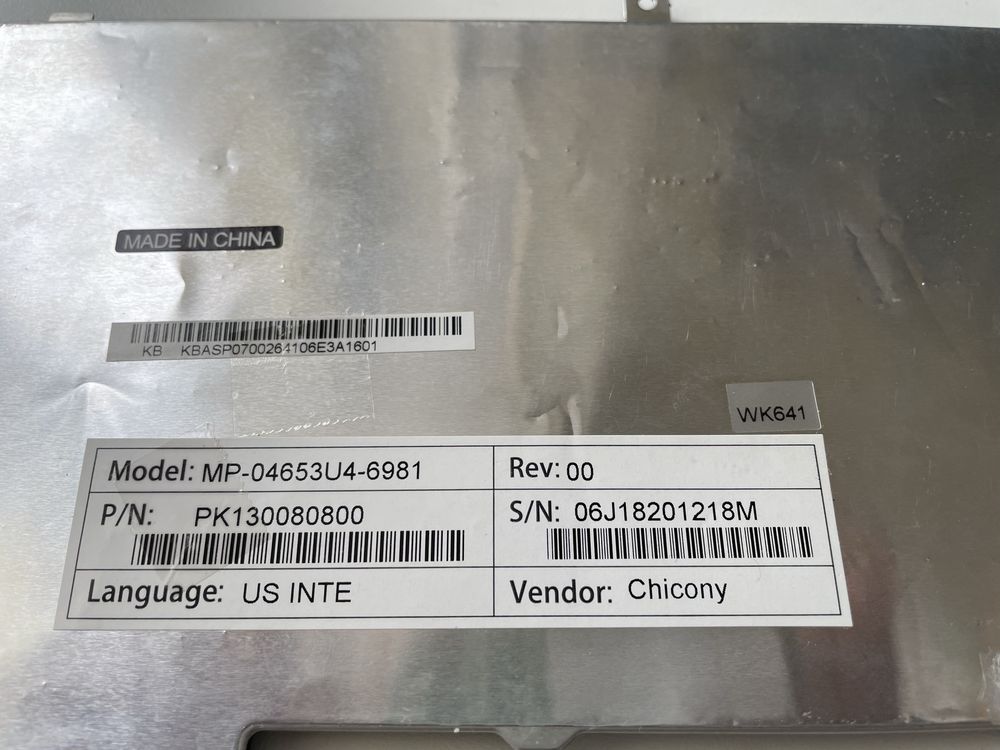 MADE IN CHINA
KB KBASP0700264106E3A1601
WK641
Model: MP-04653U4-6981
Rev: 00
P/N: PK130080800
S/N: 06J18201218M
Language: US INTE
Vendor: Chicony